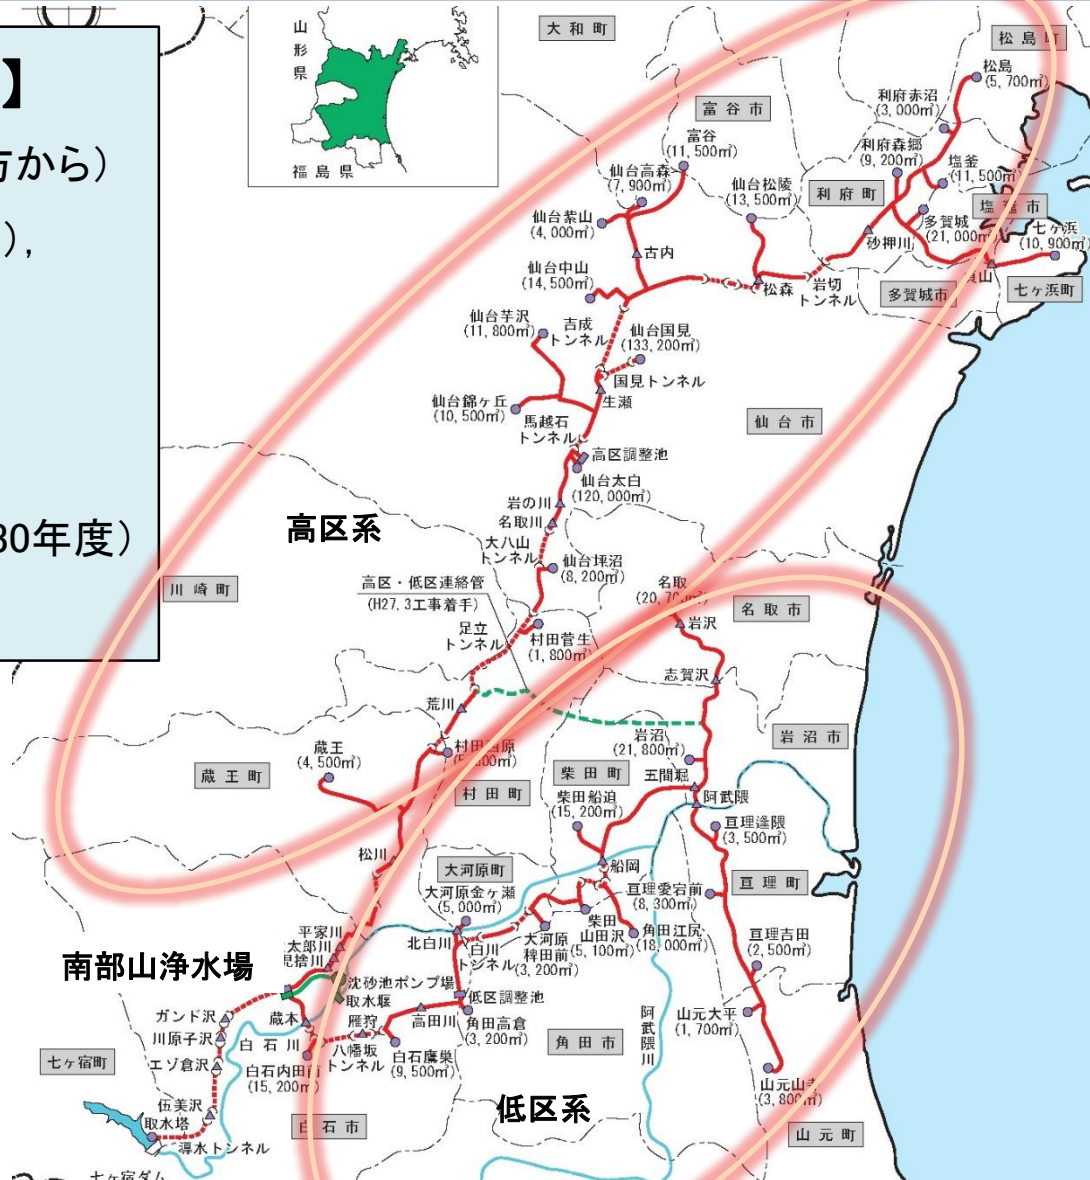 】
方から）
），
30年度）
山形県
福島県
大和町
松島町
松島
(5,700㎥)
利府赤沼
(3,000㎥)
富谷市
富谷
(11,500㎥)
利府森郷
(9,200㎥)
塩釜
(11,500㎥)
仙台高森
(7,900㎥)
仙台松陵
(13,500㎥)
利府町
塩竈市
仙台紫山
(4,000㎥)
多賀城
(21,000㎥)
七ヶ浜
(10,900㎥)
砂押川
古内
仙台中山
(14,500㎥)
松森
岩切
トンネル
多賀城市
七ヶ浜町
仙台芋沢
(11,800㎥)
吉成
トンネル
仙台国見
(133,200㎥)
国見トンネル
生瀬
仙台錦ヶ丘
(10,500㎥)
馬越石
トンネル
仙台市
高区調整池
仙台太白
(120,000㎥)
岩の川
名取川
高区系
大八山
トンネル
仙台坪沼
(8,200㎥)
川崎町
高区・低区連絡管
(H27.3工事着手)
名取
名取市
岩沢
足立
トンネル
村田菅生
(1,800㎥)
志賀沢
荒川
岩沼
(21,800㎥)
岩沼市
蔵王
(4,500㎥)
蔵王町
村田西原
村田町
柴田町
五間堀
阿武隈
柴田船迫
(15,200㎥)
亘理逢隈
(3,500㎥)
松川
大河原町
船岡
亘理町
大河原金ヶ瀬
(5,000㎥)
亘理愛宕前
(8,300㎥)
平家川
太郎川
児捨川
北白川
白川
トンネル
大河原
稗田前
(3,200㎥)
柴田
山田沢
(5,100㎥)
角田江尻
(18,000㎥)
亘理吉田
(2,500㎥)
南部山浄水場
沈砂池ポンプ場
取水堰
低区調整池
ガンド沢
川原子沢
エゾ倉沢
蔵本
白石川
雁狩
高田川
角田高倉
(3,200㎥)
山元大平
(1,700㎥)
阿武隈川
角田市
八幡坂
トンネル
白石鷹巣
(9,500㎥)
七ヶ宿町
白石内田前
(15,200㎥)
山元山寺
(3,800㎥)
低区系
伍美沢
取水塔
導水トンネル
白石市
山元町
七ヶ宿ダム